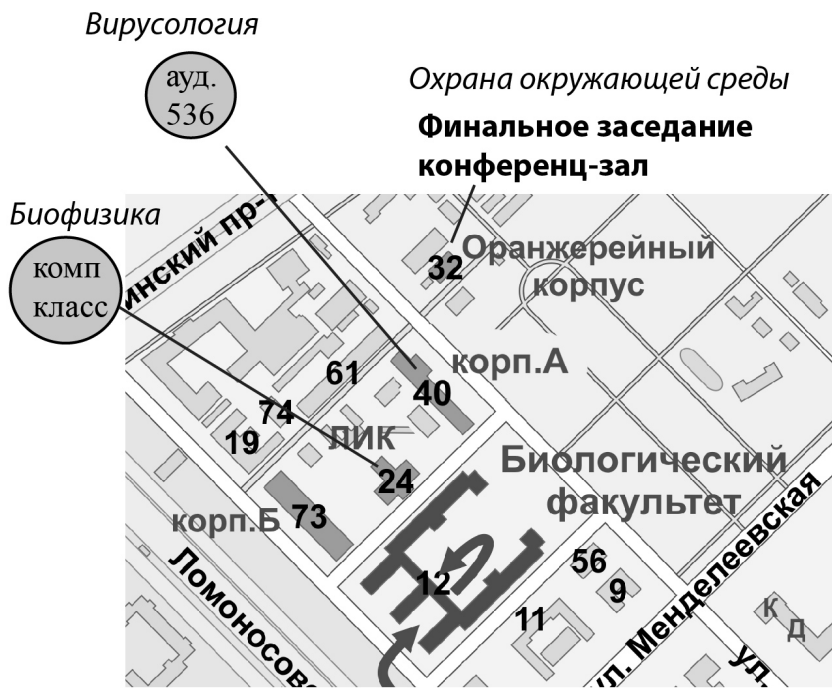 Вирусология
ауд.
536
Охрана окружающей среды
Финальное заседание
конференц-зал
Биофизика
комп
класс
инский пр-
Оранжерейный
корпус
32
61
корп.А
40
74
19
ЛИК
24
Биологический
факультет
корп.Б
73
12
56
9
11
Ломоносовс
ул. Менделеевская
К
Д
ул.